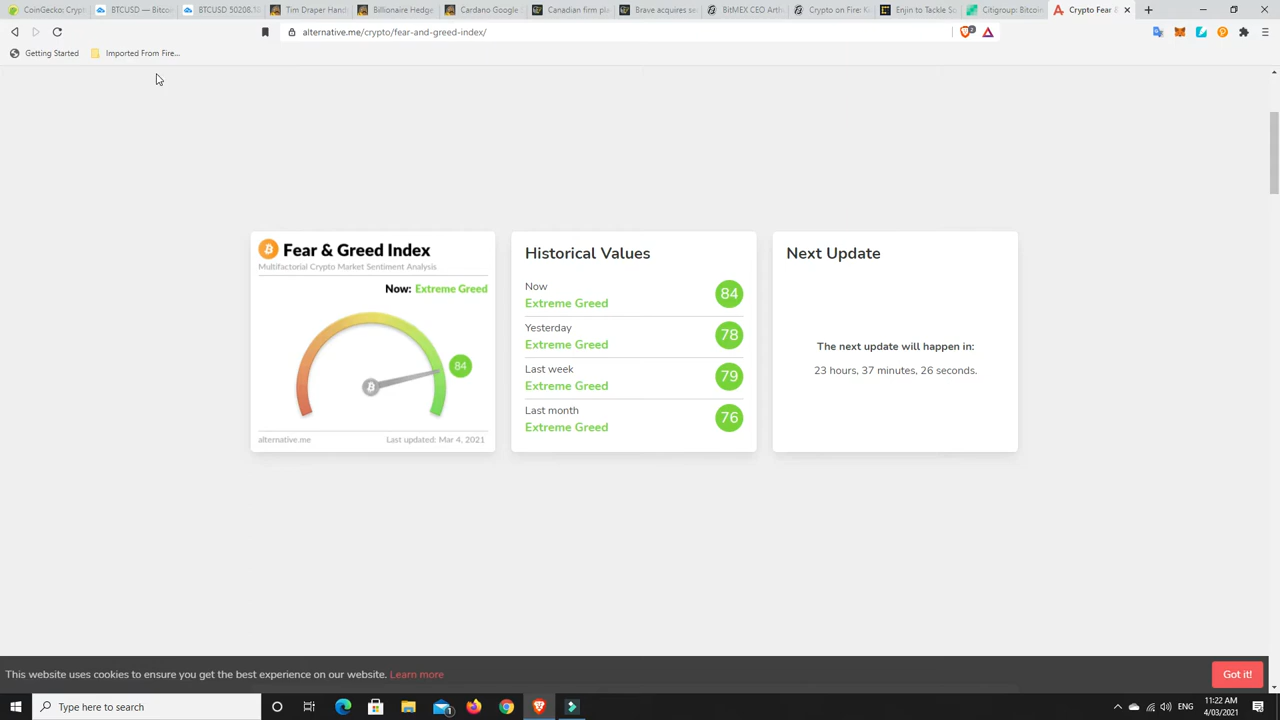 CoinGecko: Crypt
BTCUSD — Bitcoi
BTCUSD 50208.1
Tim Draper Hand
Billionaire Hedge
Cardano Google
Canadian firm pla
Brave acquires se
BitMEX CEO Arth
Crypto on Fire: K
Enjin to Tackle Sp
Citigroup: Bitcoin
Crypto Fear &
alternative.me/crypto/fear-and-greed-index/
Getting Started
Imported From Fire...
Fear & Greed Index
Multifactorial Crypto Market Sentiment Analysis
Now: Extreme Greed
84
alternative.me
Last updated: Mar 4, 2021
Historical Values
Now
Extreme Greed
84
Yesterday
Extreme Greed
78
Last week
Extreme Greed
79
Last month
Extreme Greed
76
Next Update
The next update will happen in:
23 hours, 37 minutes, 26 seconds.
This website uses cookies to ensure you get the best experience on our website. Learn more
Got it!
Type here to search
ENG
11:22 AM
4/03/2021